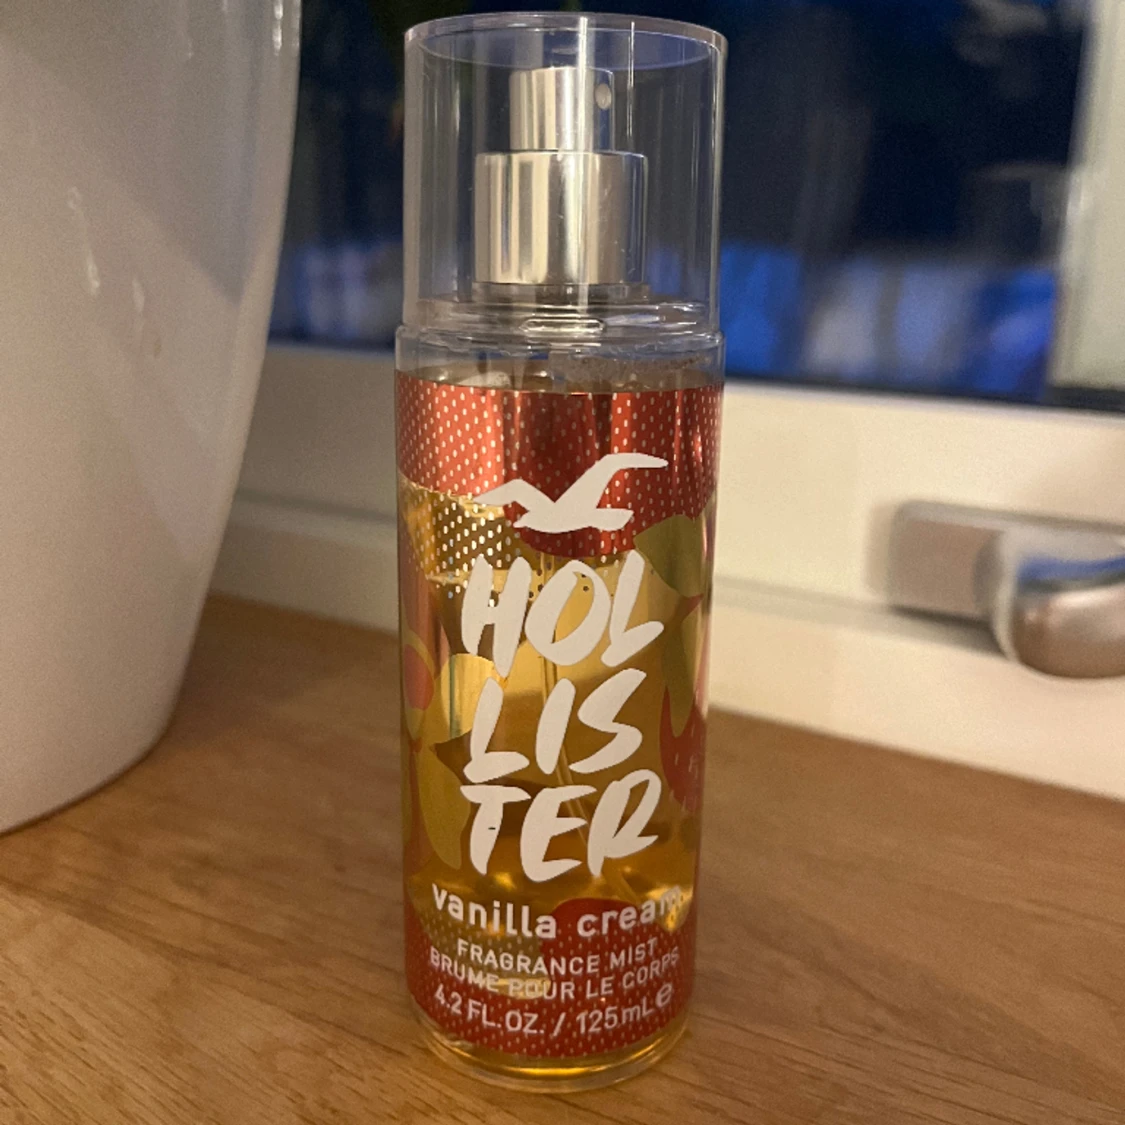 HOL
LIS
TER
vanilla cream
FRAGRANCE MIST
BRUME POUR LE CORPS
4.2 FL.OZ. / 125mL e